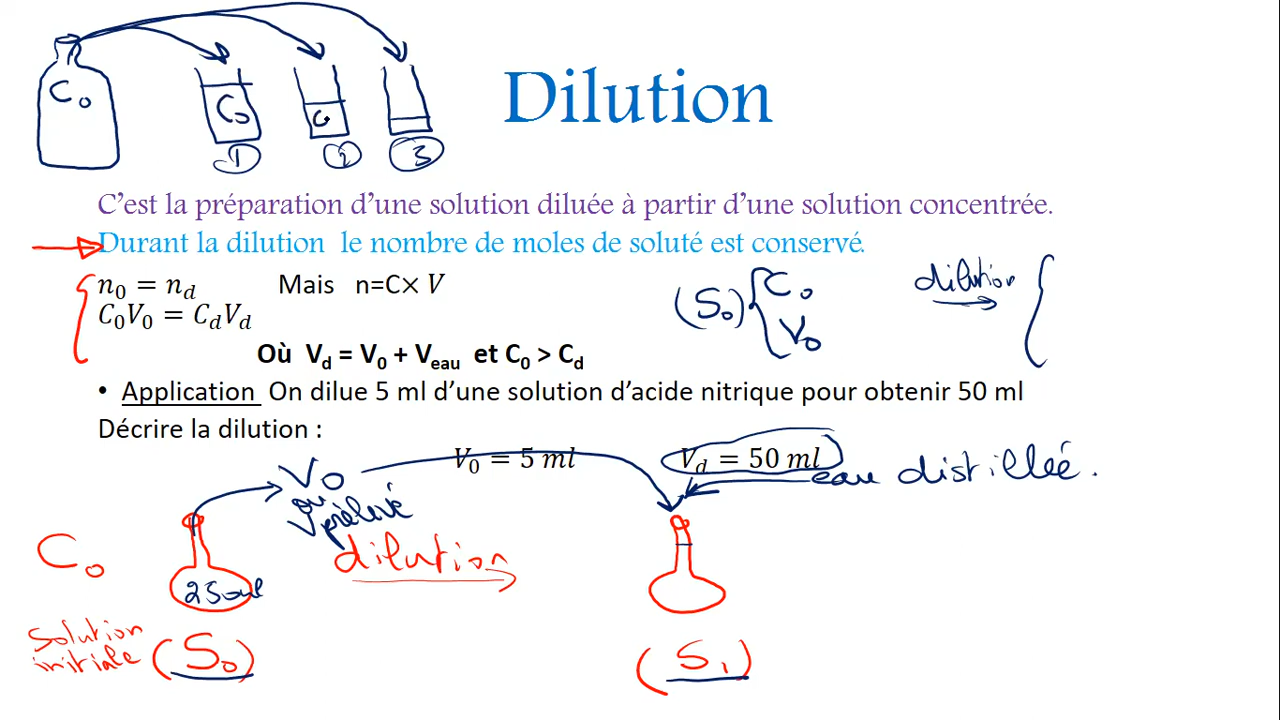 C₀
C₀
C₀
1
2
3
Dilution
C'est la préparation d'une solution diluée à partir d'une solution concentrée.
Durant la dilution le nombre de moles de soluté est conservé.
n₀ = n_d Mais n=C× V
C₀V₀ = C_dV_d
(S₀) { C₀
V₀
dilution
Où V_d = V₀ + V_eau et C₀ > C_d
• Application On dilue 5 ml d'une solution d'acide nitrique pour obtenir 50 ml
Décrire la dilution :
V₀ = 5 ml V_d = 50 ml
eau distillée.
V₀
ou
V prélevé
C₀
dilution
250ml
Solution
initiale (S₀)
(S₁)